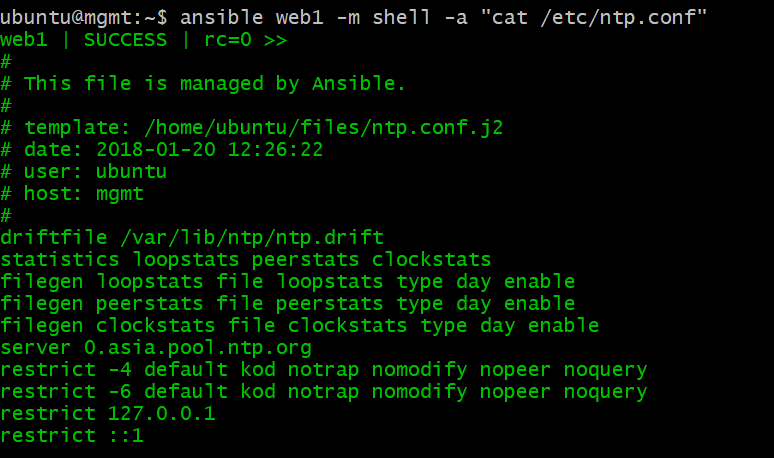 ubuntu@mgmt:~$ ansible web1 -m shell -a "cat /etc/ntp.conf"
web1 | SUCCESS | rc=0 >>
#
# This file is managed by Ansible.
#
# template: /home/ubuntu/files/ntp.conf.j2
# date: 2018-01-20 12:26:22
# user: ubuntu
# host: mgmt
#
driftfile /var/lib/ntp/ntp.drift
statistics loopstats peerstats clockstats
filegen loopstats file loopstats type day enable
filegen peerstats file peerstats type day enable
filegen clockstats file clockstats type day enable
server 0.asia.pool.ntp.org
restrict -4 default kod notrap nomodify nopeer noquery
restrict -6 default kod notrap nomodify nopeer noquery
restrict 127.0.0.1
restrict ::1